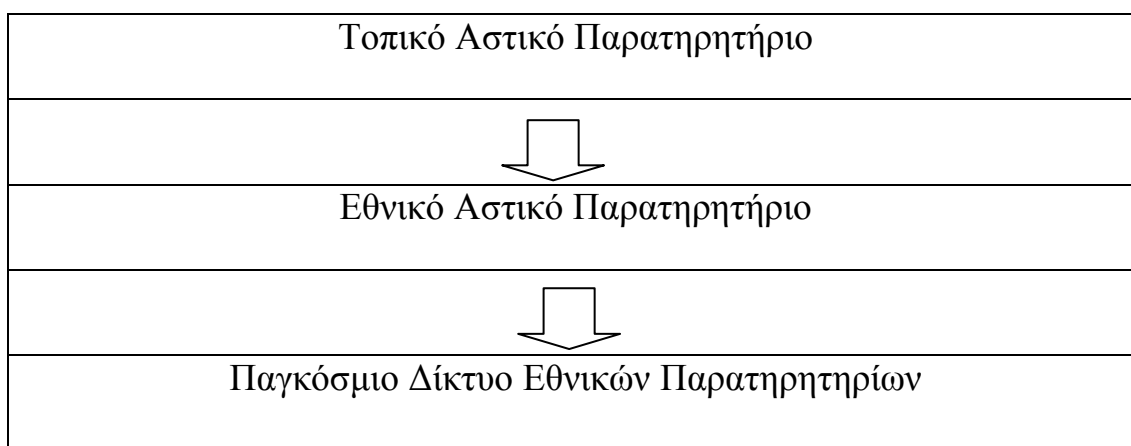 Τοπικό Αστικό Παρατηρητήριο
Εθνικό Αστικό Παρατηρητήριο
Παγκόσμιο Δίκτυο Εθνικών Παρατηρητηρίων